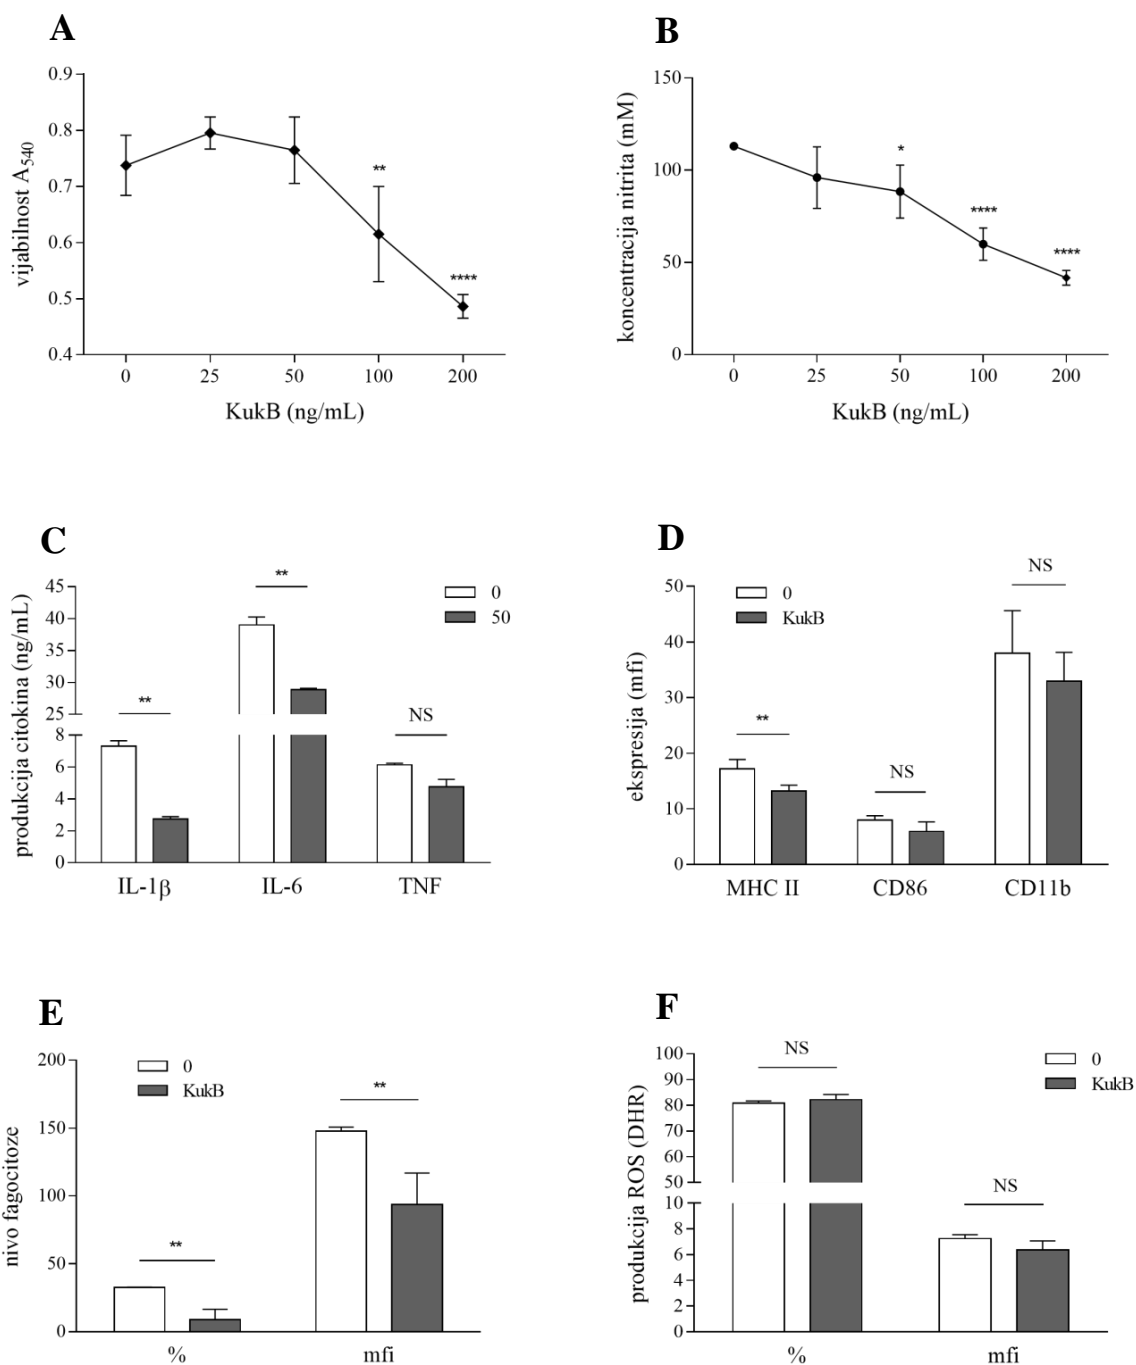 A
0.9
0.8
0.7
0.6
0.5
0.4
vijabilnost A540
**
****
0 25 50 100 200
KukB (ng/mL)
B
150
100
50
0
koncentracija nitrita (mM)
*
****
****
0 25 50 100 200
KukB (ng/mL)
C
45
40
35
30
25
8
6
4
2
0
produkcija citokina (ng/mL)
**
**
NS
0
50
IL-1β IL-6 TNF
D
50
40
30
20
10
0
ekspresija (mfi)
0
KukB
**
NS
NS
MHC II CD86 CD11b
E
200
150
100
50
0
nivo fagocitoze
0
KukB
**
**
% mfi
F
100
90
80
70
60
50
10
8
6
4
2
0
produkcija ROS (DHR)
NS
NS
0
KukB
% mfi